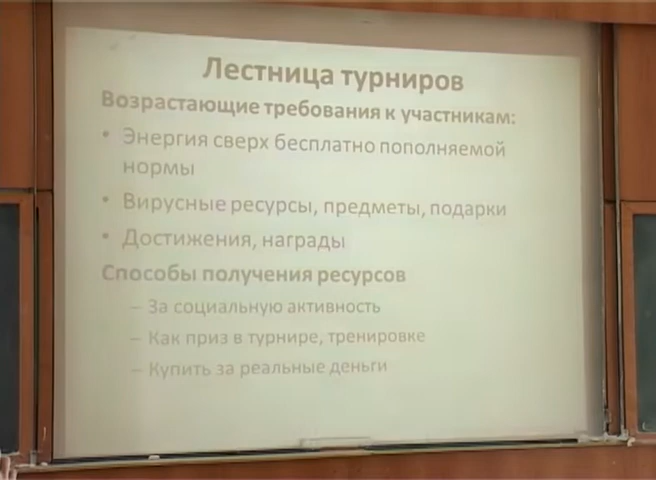 Лестница турниров
Возрастающие требования к участникам:
• Энергия сверх бесплатно пополняемой
нормы
• Вирусные ресурсы, предметы, подарки
• Достижения, награды
Способы получения ресурсов
– За социальную активность
– Как приз в турнире, тренировке
– Купить за реальные деньги